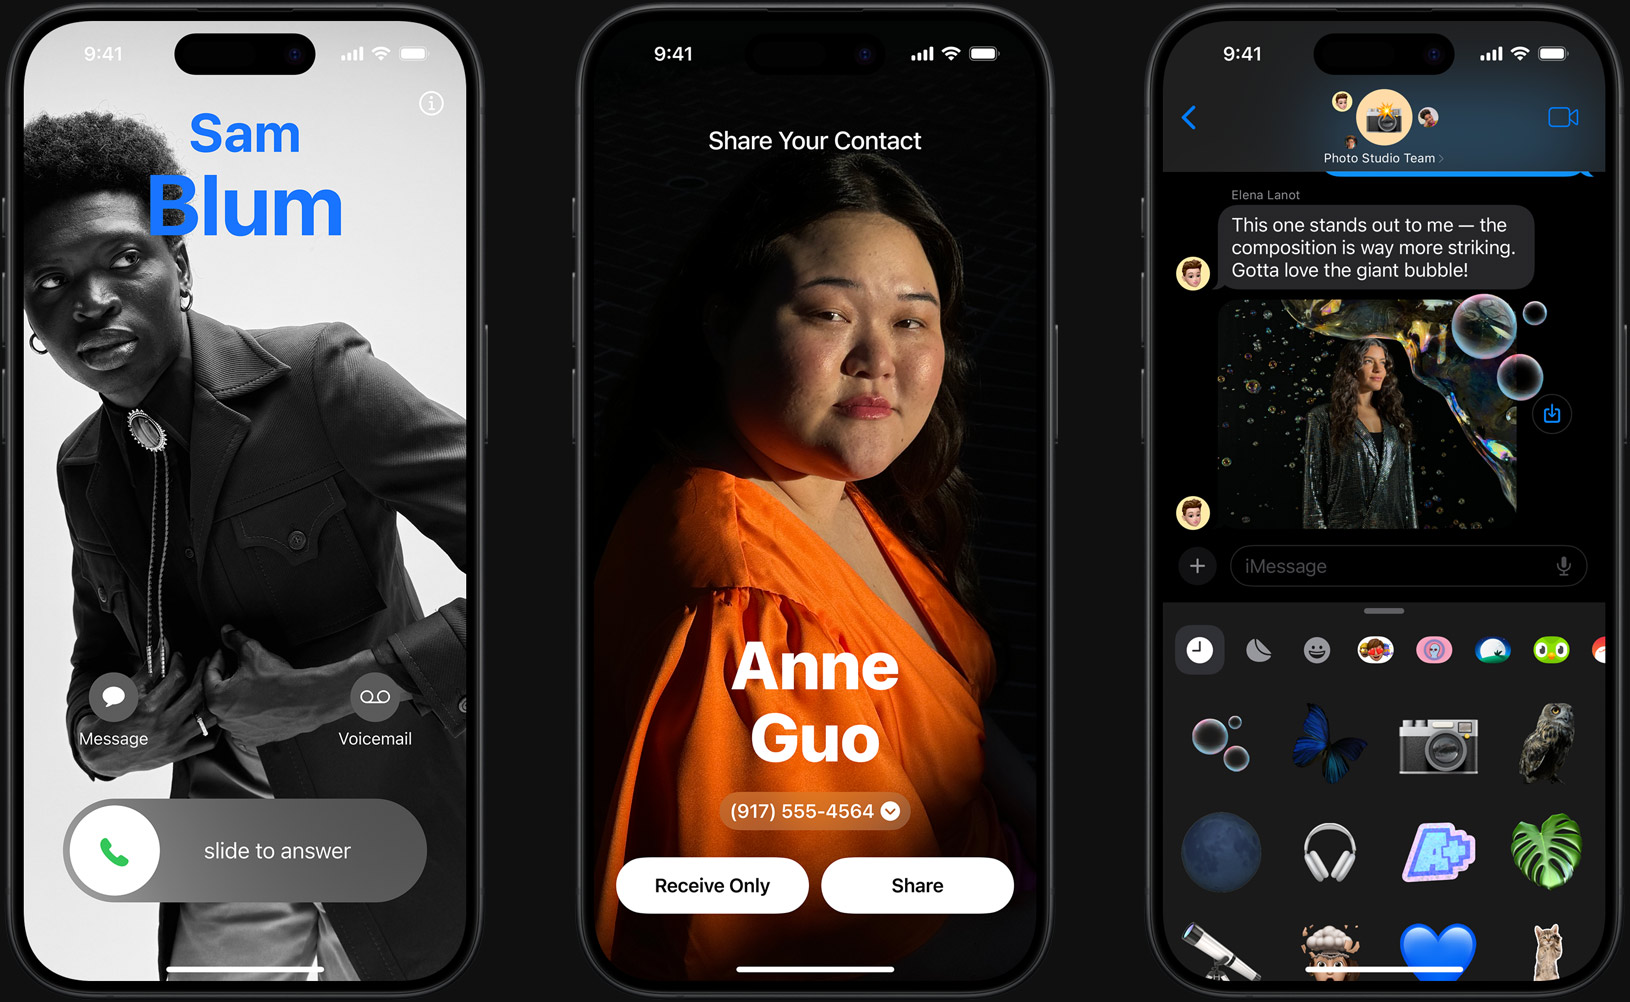 9:41
Sam
Blum
Message
Voicemail
slide to answer
9:41
Share Your Contact
Anne
Guo
(917) 555-4564
Receive Only
Share
9:41
Photo Studio Team
Elena Lanot
This one stands out to me — the
composition is way more striking.
Gotta love the giant bubble!
iMessage
A+